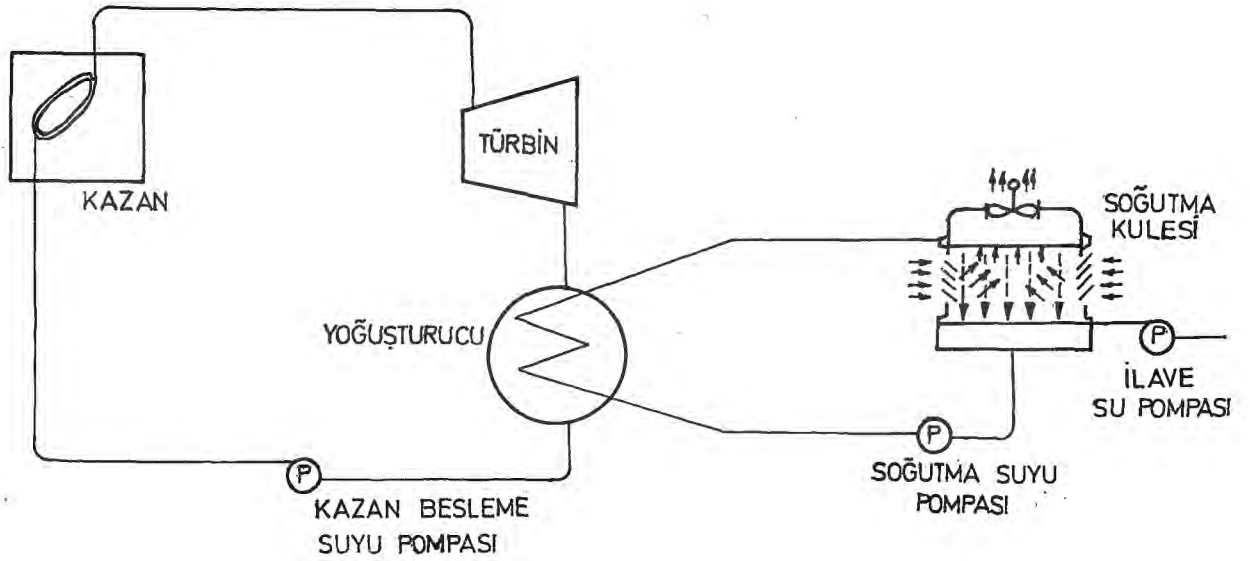 KAZAN
TÜRBİN
YOĞUŞTURUCU
P
KAZAN BESLEME
SUYU POMPASI
SOĞUTMA
KULESİ
P
İLAVE
SU POMPASI
P
SOĞUTMA SUYU
POMPASI